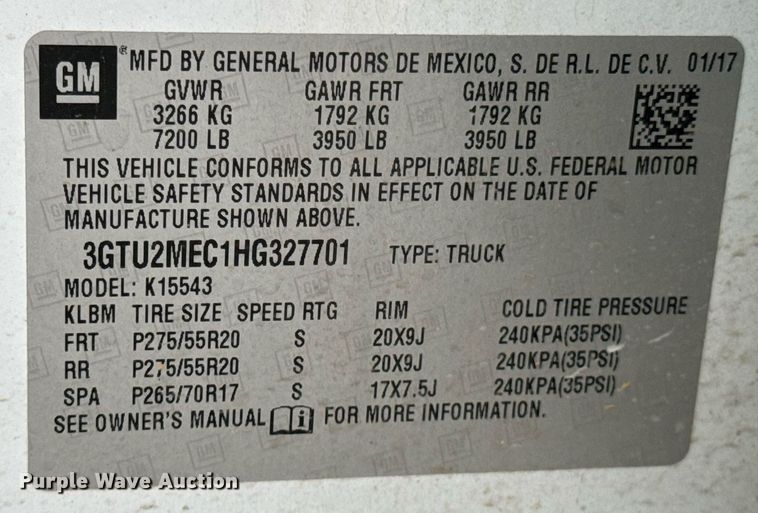 GM ® MFD BY GENERAL MOTORS DE MEXICO, S. DE R.L. DE C.V. 01/17
GVWR GAWR FRT GAWR RR
3266 KG 1792 KG 1792 KG
7200 LB 3950 LB 3950 LB
THIS VEHICLE CONFORMS TO ALL APPLICABLE U.S. FEDERAL MOTOR
VEHICLE SAFETY STANDARDS IN EFFECT ON THE DATE OF
MANUFACTURE SHOWN ABOVE.
3GTU2MEC1HG327701 TYPE: TRUCK
MODEL: K15543
KLBM TIRE SIZE SPEED RTG RIM COLD TIRE PRESSURE
FRT P275/55R20 S 20X9J 240KPA(35PSI)
RR P275/55R20 S 20X9J 240KPA(35PSI)
SPA P265/70R17 S 17X7.5J 240KPA(35PSI)
SEE OWNER'S MANUAL i FOR MORE INFORMATION.
Purple Wave Auction